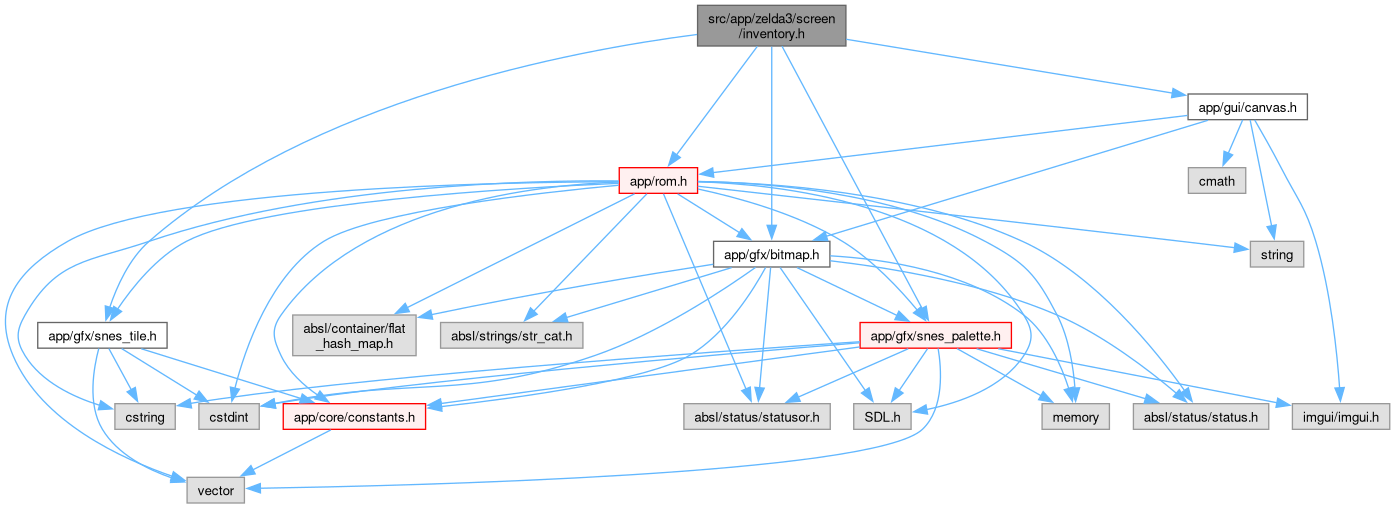 src/app/zelda3/screen
/inventory.h
app/gui/canvas.h
app/rom.h
cmath
app/gfx/bitmap.h
string
app/gfx/snes_tile.h
absl/container/flat
_hash_map.h
absl/strings/str_cat.h
app/gfx/snes_palette.h
cstring
cstdint
app/core/constants.h
absl/status/statusor.h
SDL.h
memory
absl/status/status.h
imgui/imgui.h
vector